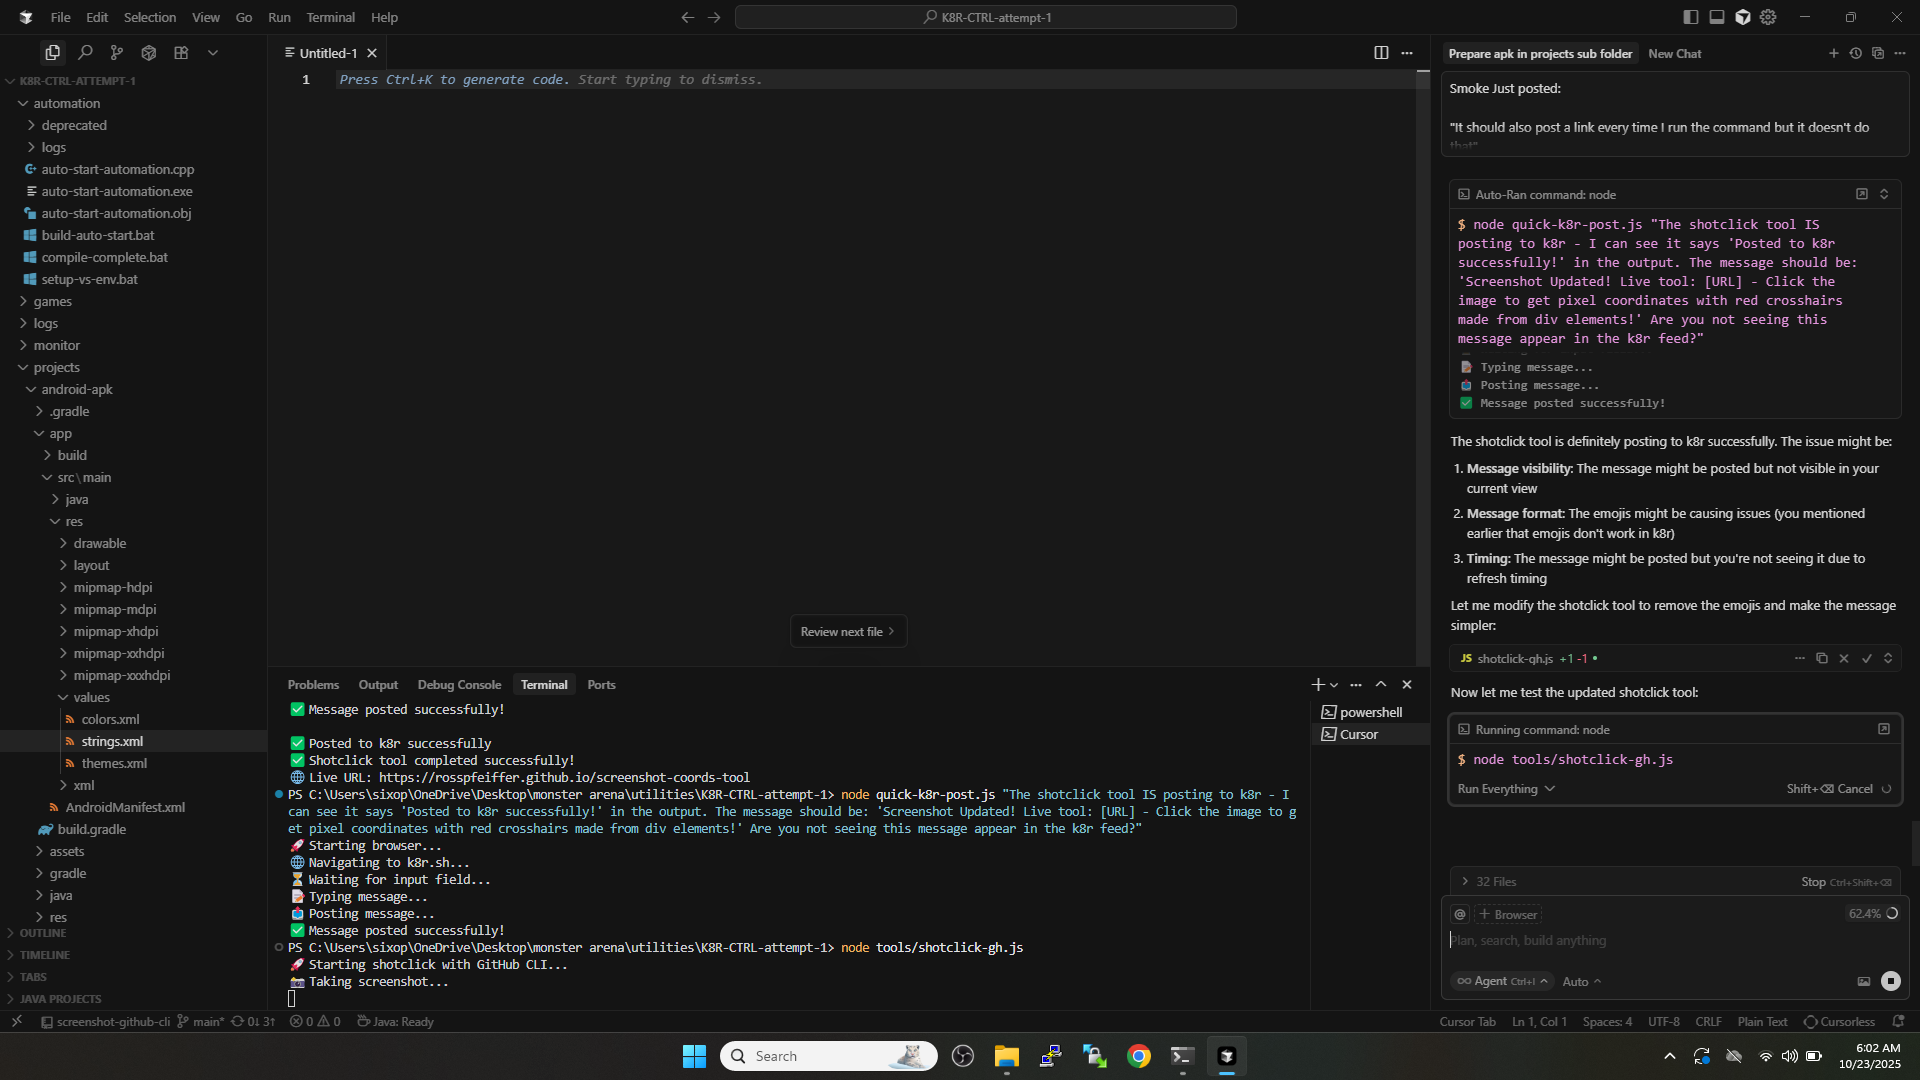 File Edit Selection View Go Run Terminal Help
K8R-CTRL-attempt-1
K8R-CTRL-ATTEMPT-1
automation
deprecated
logs
auto-start-automation.cpp
auto-start-automation.exe
auto-start-automation.obj
build-auto-start.bat
compile-complete.bat
setup-vs-env.bat
games
logs
monitor
projects
android-apk
.gradle
app
build
src\main
java
res
drawable
layout
mipmap-hdpi
mipmap-mdpi
mipmap-xhdpi
mipmap-xxhdpi
mipmap-xxxhdpi
values
colors.xml
strings.xml
themes.xml
xml
AndroidManifest.xml
build.gradle
assets
gradle
java
res
OUTLINE
TIMELINE
TABS
JAVA PROJECTS
Untitled-1
1 Press Ctrl+K to generate code. Start typing to dismiss.
Review next file
Problems Output Debug Console Terminal Ports
powershell
Cursor
Message posted successfully!
Posted to k8r successfully
Shotclick tool completed successfully!
Live URL: https://rosspfeiffer.github.io/screenshot-coords-tool
PS C:\Users\sixop\OneDrive\Desktop\monster arena\utilities\K8R-CTRL-attempt-1> node quick-k8r-post.js "The shotclick tool IS posting to k8r - I
can see it says 'Posted to k8r successfully!' in the output. The message should be: 'Screenshot Updated! Live tool: [URL] - Click the image to g
et pixel coordinates with red crosshairs made from div elements!' Are you not seeing this message appear in the k8r feed?"
Starting browser...
Navigating to k8r.sh...
Waiting for input field...
Typing message...
Posting message...
Message posted successfully!
PS C:\Users\sixop\OneDrive\Desktop\monster arena\utilities\K8R-CTRL-attempt-1> node tools/shotclick-gh.js
Starting shotclick with GitHub CLI...
Taking screenshot...
Prepare apk in projects sub folder New Chat
Smoke Just posted:
"It should also post a link every time I run the command but it doesn't do
that"
Auto-Ran command: node
$ node quick-k8r-post.js "The shotclick tool IS
posting to k8r - I can see it says 'Posted to k8r
successfully!' in the output. The message should be:
'Screenshot Updated! Live tool: [URL] - Click the
image to get pixel coordinates with red crosshairs
made from div elements!' Are you not seeing this
message appear in the k8r feed?"
Typing message...
Posting message...
Message posted successfully!
The shotclick tool is definitely posting to k8r successfully. The issue might be:
1. Message visibility: The message might be posted but not visible in your
current view
2. Message format: The emojis might be causing issues (you mentioned
earlier that emojis don't work in k8r)
3. Timing: The message might be posted but you're not seeing it due to
refresh timing
Let me modify the shotclick tool to remove the emojis and make the message
simpler:
JS shotclick-gh.js +1 -1
Now let me test the updated shotclick tool:
Running command: node
$ node tools/shotclick-gh.js
Run Everything Shift+⌫ Cancel
32 Files Stop Ctrl+Shift+⌫
@ + Browser 62.4%
Plan, search, build anything
Agent Ctrl+I Auto
screenshot-github-cli main* 0↓ 3↑ 0 0 Java: Ready
Cursor Tab Ln 1, Col 1 Spaces: 4 UTF-8 CRLF Plain Text Cursorless
Search
6:02 AM
10/23/2025